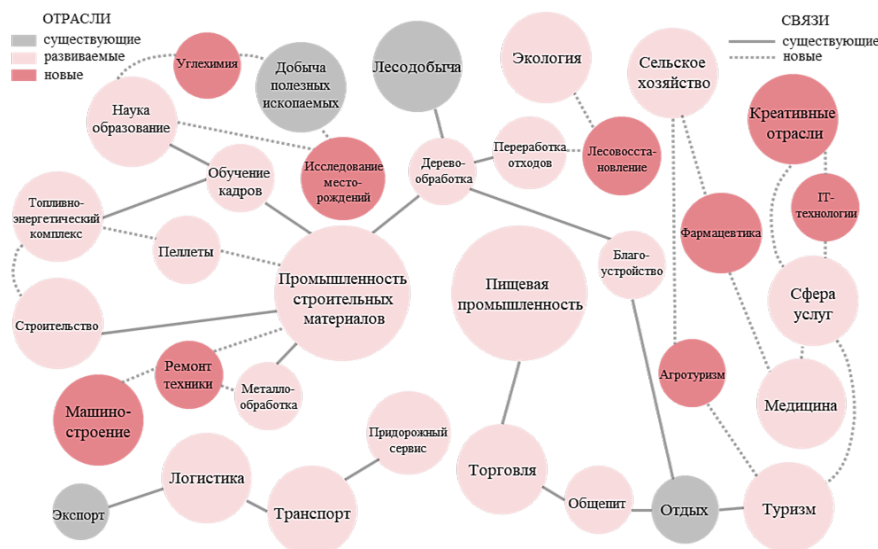 ОТРАСЛИ
существующие
развиваемые
новые
СВЯЗИ
существующие
новые
Углехимия
Добыча
полезных
ископаемых
Лесодобыча
Экология
Сельское
хозяйство
Креативные
отрасли
Наука
образование
Обучение
кадров
Исследование
место-
рождений
Дерево-
обработка
Переработка
отходов
Лесовосста-
новление
Топливно-
энергетический
комплекс
Пеллеты
Фармацевтика
IT-
технологии
Промышленность
строительных
материалов
Пищевая
промышленность
Благо-
устройство
Сфера
услуг
Строительство
Ремонт
техники
Металло-
обработка
Агротуризм
Медицина
Машино-
строение
Придорожный
сервис
Логистика
Торговля
Экспорт
Транспорт
Общепит
Отдых
Туризм